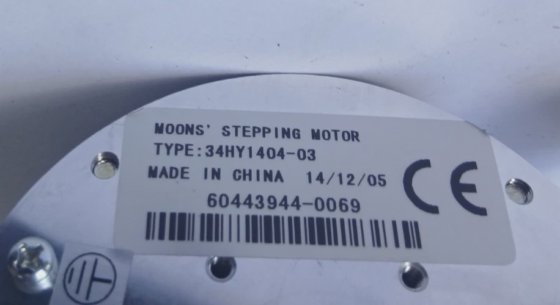 MOONS' STEPPING MOTOR
TYPE:34HY1404-03
MADE IN CHINA 14/12/05
CE
60443944-0069